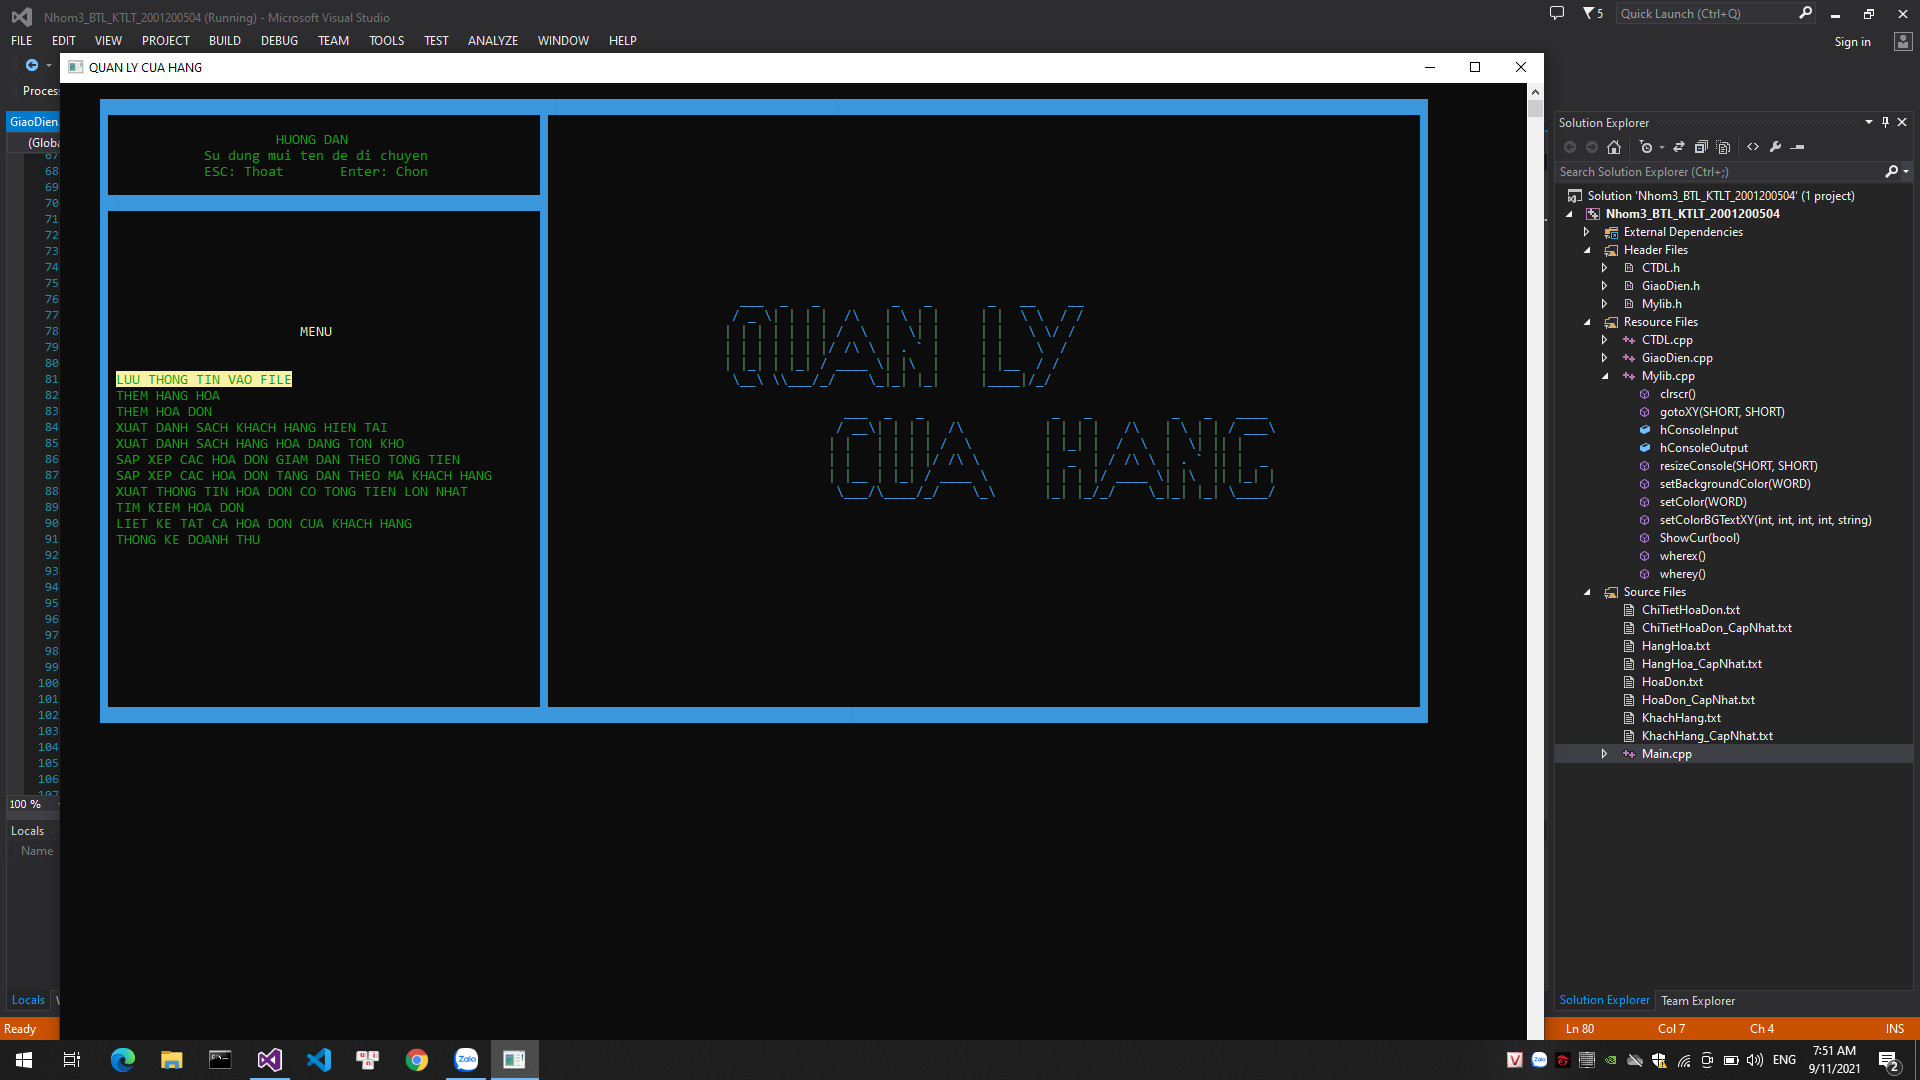 Nhom3_BTL_KTLT_2001200504 (Running) - Microsoft Visual Studio
5
Quick Launch (Ctrl+Q)
FILE EDIT VIEW PROJECT BUILD DEBUG TEAM TOOLS TEST ANALYZE WINDOW HELP
Sign in
QUAN LY CUA HANG
Proces
GiaoDien
(Globa
67
68
69
70
71
72
73
74
75
76
77
78
79
80
81
82
83
84
85
86
87
88
89
90
91
92
93
94
95
96
97
98
99
100
101
102
103
104
105
106
107
100 %
Locals
Name
Locals
Ready
HUONG DAN
Su dung mui ten de di chuyen
ESC: Thoat Enter: Chon
MENU
LUU THONG TIN VAO FILE
THEM HANG HOA
THEM HOA DON
XUAT DANH SACH KHACH HANG HIEN TAI
XUAT DANH SACH HANG HOA DANG TON KHO
SAP XEP CAC HOA DON GIAM DAN THEO TONG TIEN
SAP XEP CAC HOA DON TANG DAN THEO MA KHACH HANG
XUAT THONG TIN HOA DON CO TONG TIEN LON NHAT
TIM KIEM HOA DON
LIET KE TAT CA HOA DON CUA KHACH HANG
THONG KE DOANH THU
QUAN LY
CUA HANG
Solution Explorer
Search Solution Explorer (Ctrl+;)
Solution 'Nhom3_BTL_KTLT_2001200504' (1 project)
Nhom3_BTL_KTLT_2001200504
External Dependencies
Header Files
CTDL.h
GiaoDien.h
Mylib.h
Resource Files
CTDL.cpp
GiaoDien.cpp
Mylib.cpp
clrscr()
gotoXY(SHORT, SHORT)
hConsoleInput
hConsoleOutput
resizeConsole(SHORT, SHORT)
setBackgroundColor(WORD)
setColor(WORD)
setColorBGTextXY(int, int, int, int, string)
ShowCur(bool)
wherex()
wherey()
Source Files
ChiTietHoaDon.txt
ChiTietHoaDon_CapNhat.txt
HangHoa.txt
HangHoa_CapNhat.txt
HoaDon.txt
HoaDon_CapNhat.txt
KhachHang.txt
KhachHang_CapNhat.txt
Main.cpp
Solution Explorer Team Explorer
Ln 80 Col 7 Ch 4 INS
Zalo
ENG
7:51 AM
9/11/2021
2